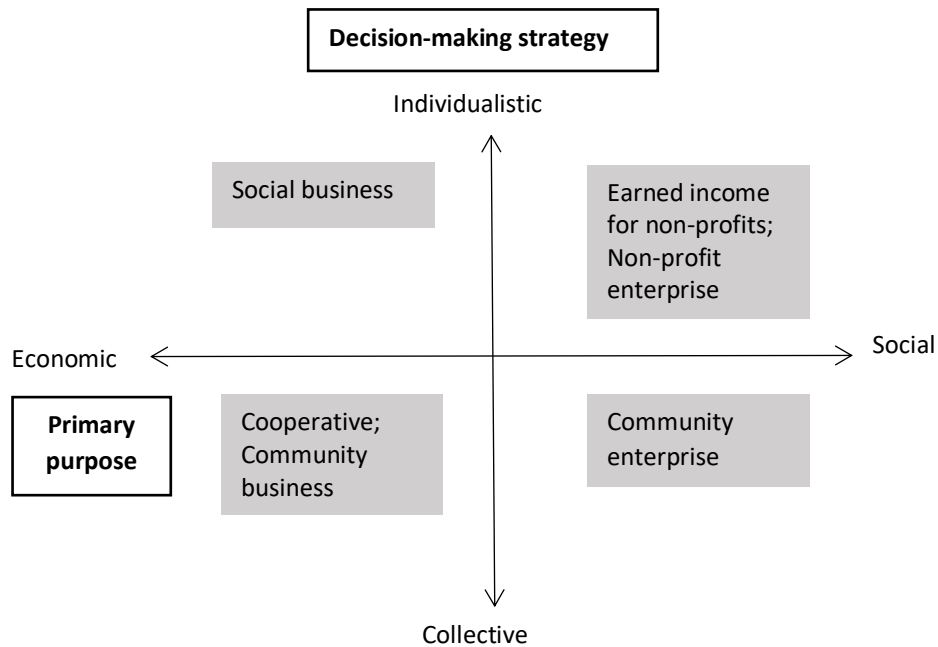 Decision-making strategy
Individualistic
Social business
Earned income
for non-profits;
Non-profit
enterprise
Economic
Social
Primary
purpose
Cooperative;
Community
business
Community
enterprise
Collective